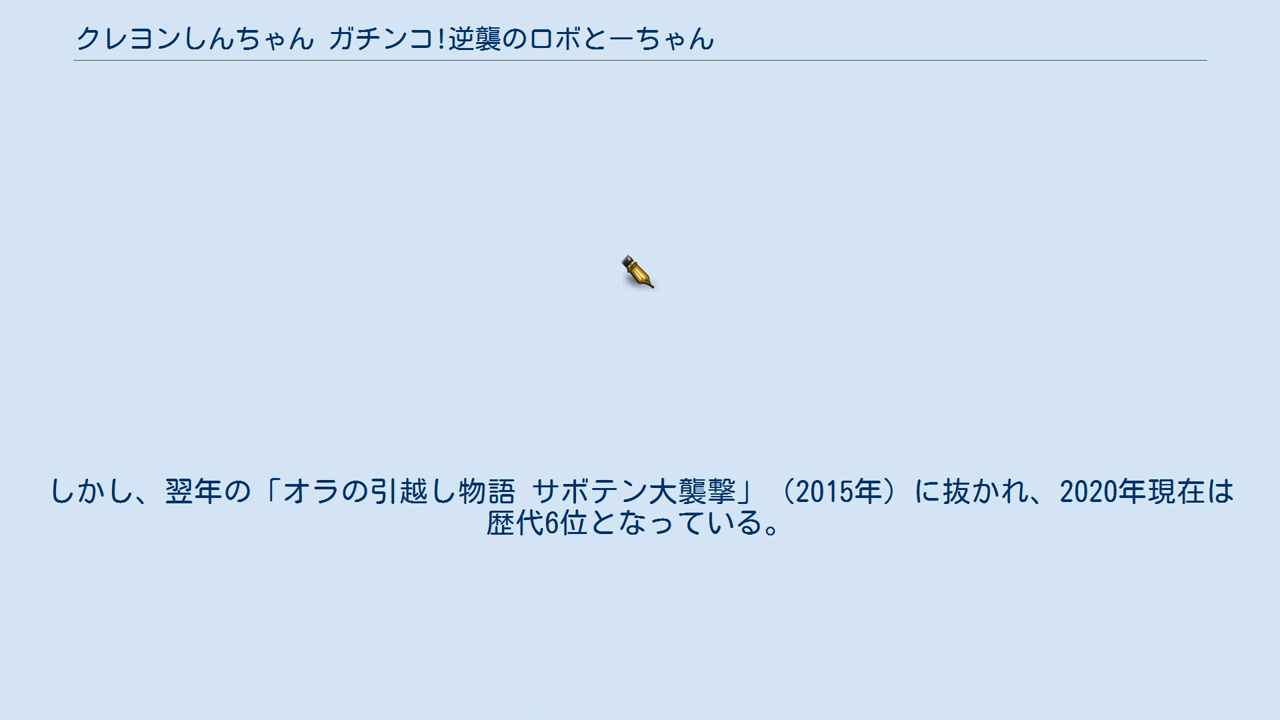 クレヨンしんちゃん ガチンコ!逆襲のロボとーちゃん
しかし、翌年の「オラの引越し物語 サボテン大襲撃」（2015年）に抜かれ、2020年現在は
歴代6位となっている。